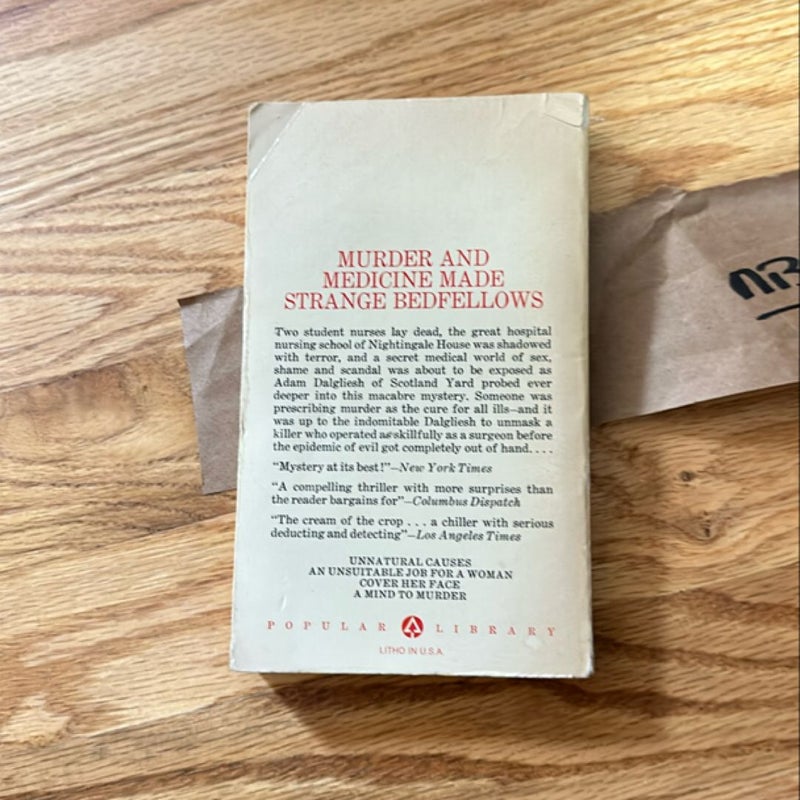 MURDER AND
MEDICINE MADE
STRANGE BEDFELLOWS
Two student nurses lay dead, the great hospital
nursing school of Nightingale House was shadowed
with terror, and a secret medical world of sex,
shame and scandal was about to be exposed as
Adam Dalgliesh of Scotland Yard probed ever
deeper into this macabre mystery. Someone was
prescribing murder as the cure for all ills—and it
was up to the indomitable Dalgliesh to unmask a
killer who operated as skillfully as a surgeon before
the epidemic of evil got completely out of hand....
“Mystery at its best!”—New York Times
“A compelling thriller with more surprises than
the reader bargains for”—Columbus Dispatch
“The cream of the crop . . . a chiller with serious
deducting and detecting”—Los Angeles Times
UNNATURAL CAUSES
AN UNSUITABLE JOB FOR A WOMAN
COVER HER FACE
A MIND TO MURDER
POPULAR LIBRARY
LITHO IN U.S.A.